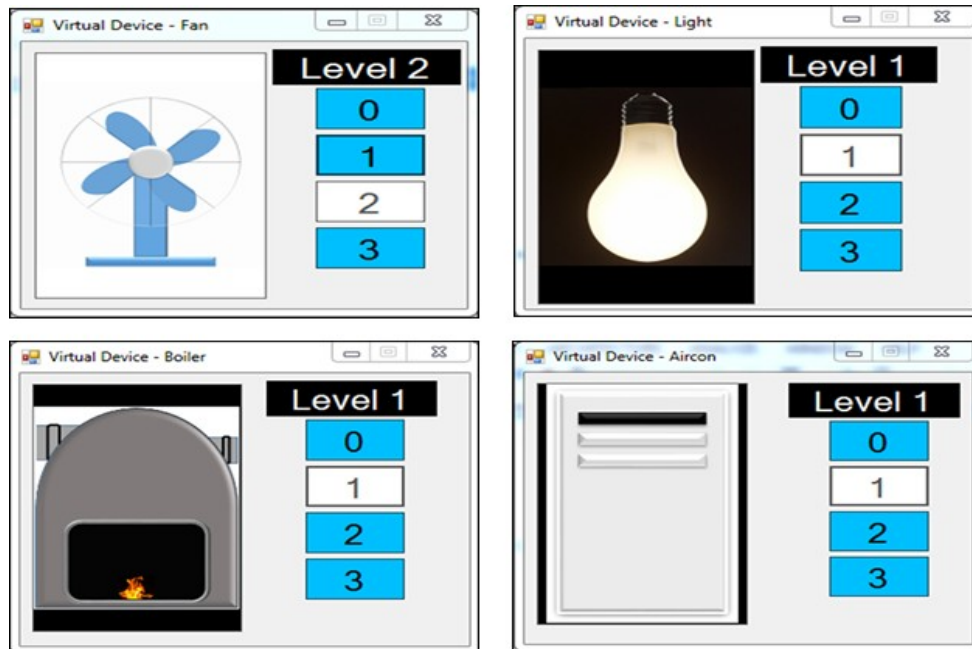 Virtual Device - Fan
Level 2
0
1
2
3
Virtual Device - Light
Level 1
0
1
2
3
Virtual Device - Boiler
Level 1
0
1
2
3
Virtual Device - Aircon
Level 1
0
1
2
3